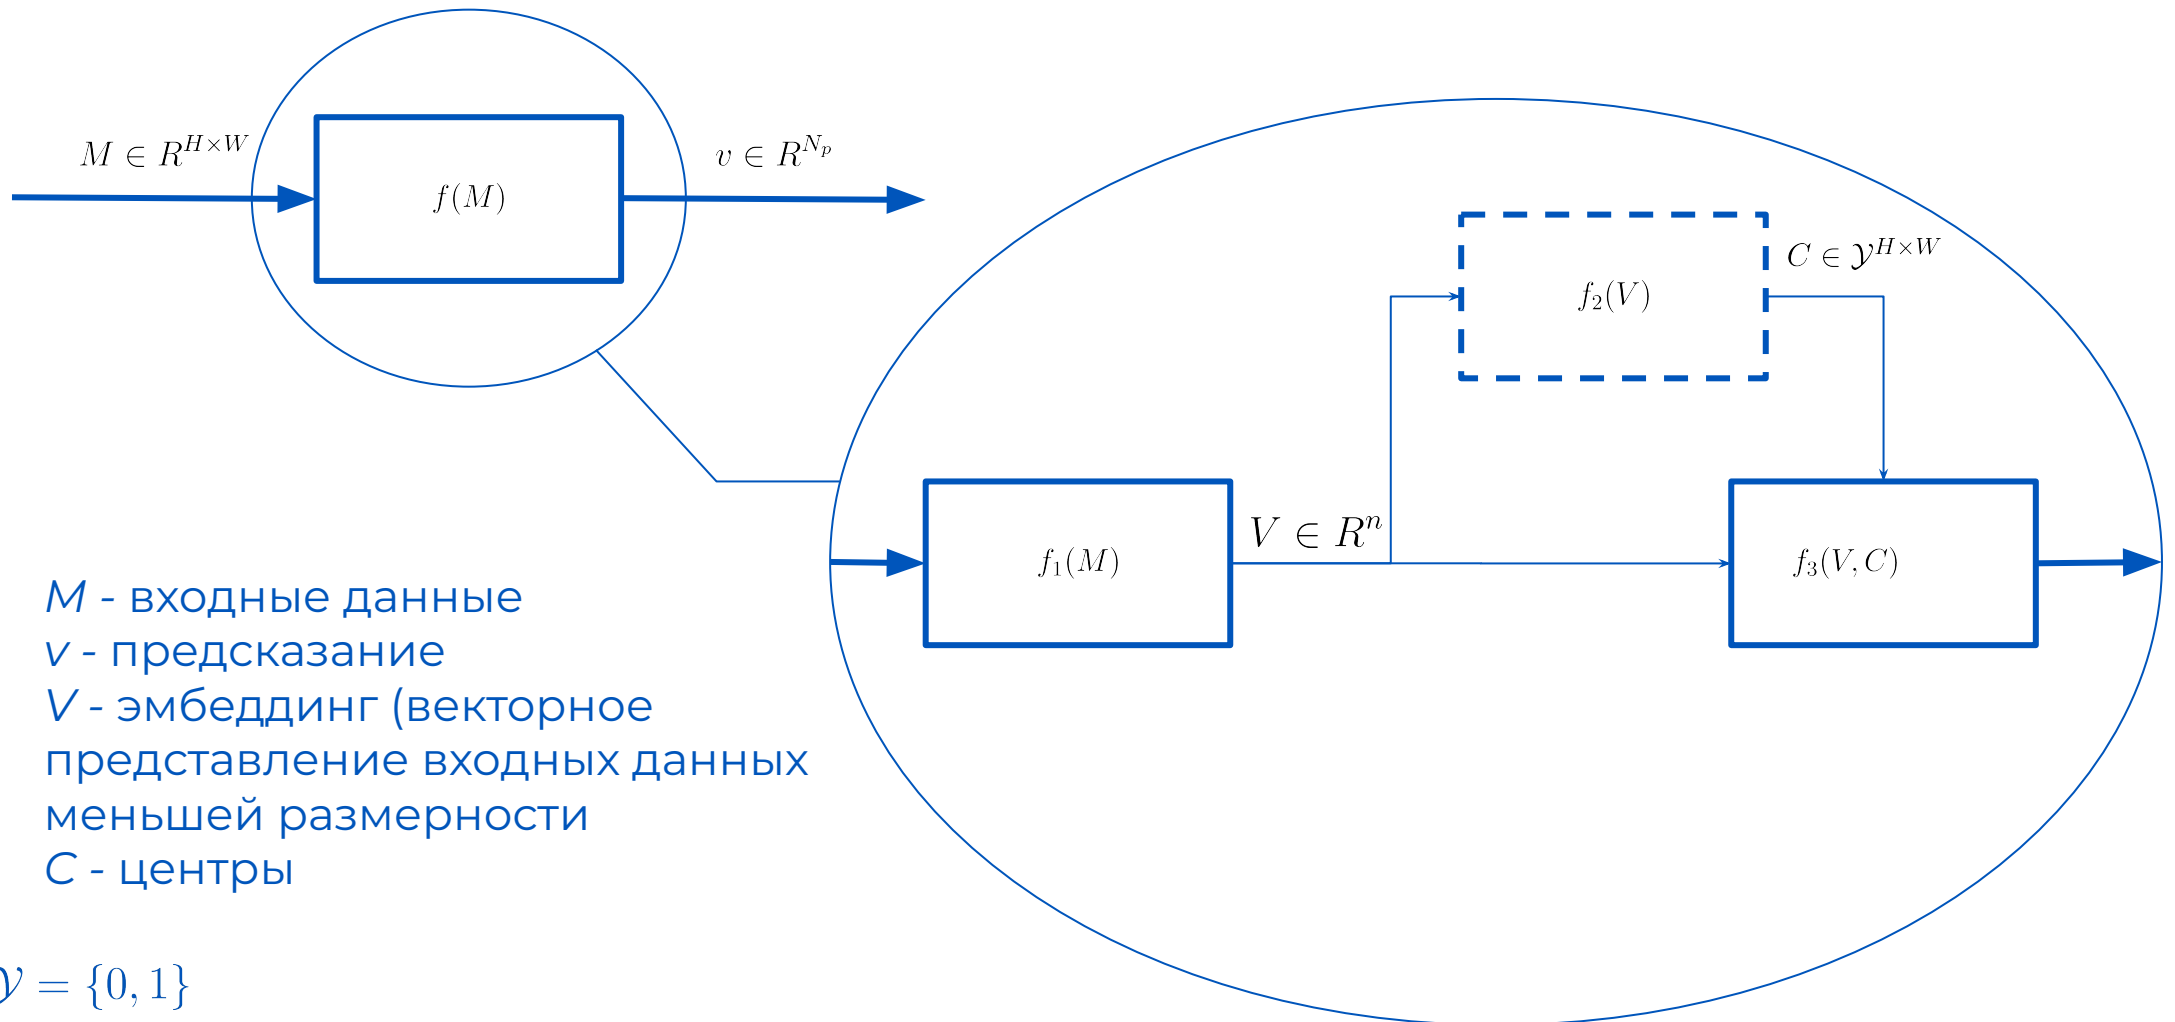 M ∈ R^{H×W}
f(M)
v ∈ R^{N_p}
f_2(V)
C ∈ 𝒴^{H×W}
f_1(M)
V ∈ R^n
f_3(V, C)
M - входные данные
v - предсказание
V - эмбеддинг (векторное
представление входных данных
меньшей размерности
C - центры
𝒴 = {0, 1}